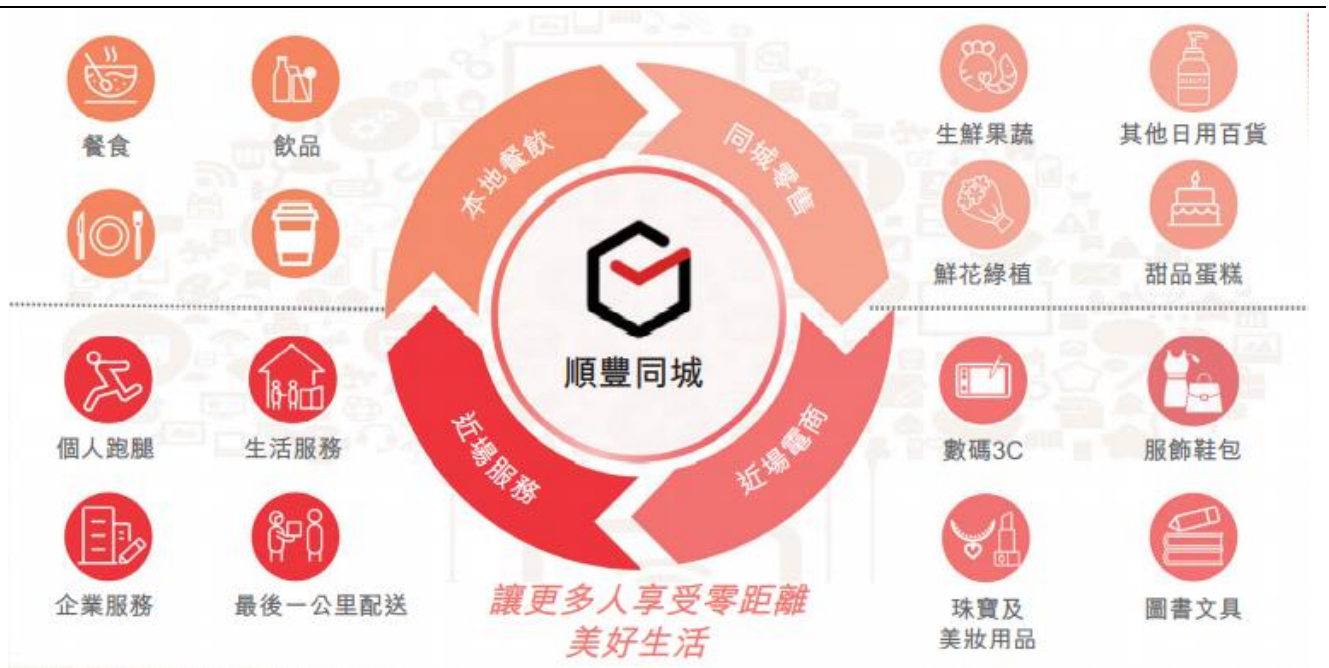 餐食
飲品
本地餐飲
同城零售
生鮮果蔬
其他日用百貨
鮮花綠植
甜品蛋糕
順豐同城
個人跑腿
生活服務
近場服務
近場電商
數碼3C
服飾鞋包
企業服務
最後一公里配送
珠寶及
美妝用品
圖書文具
讓更多人享受零距離
美好生活